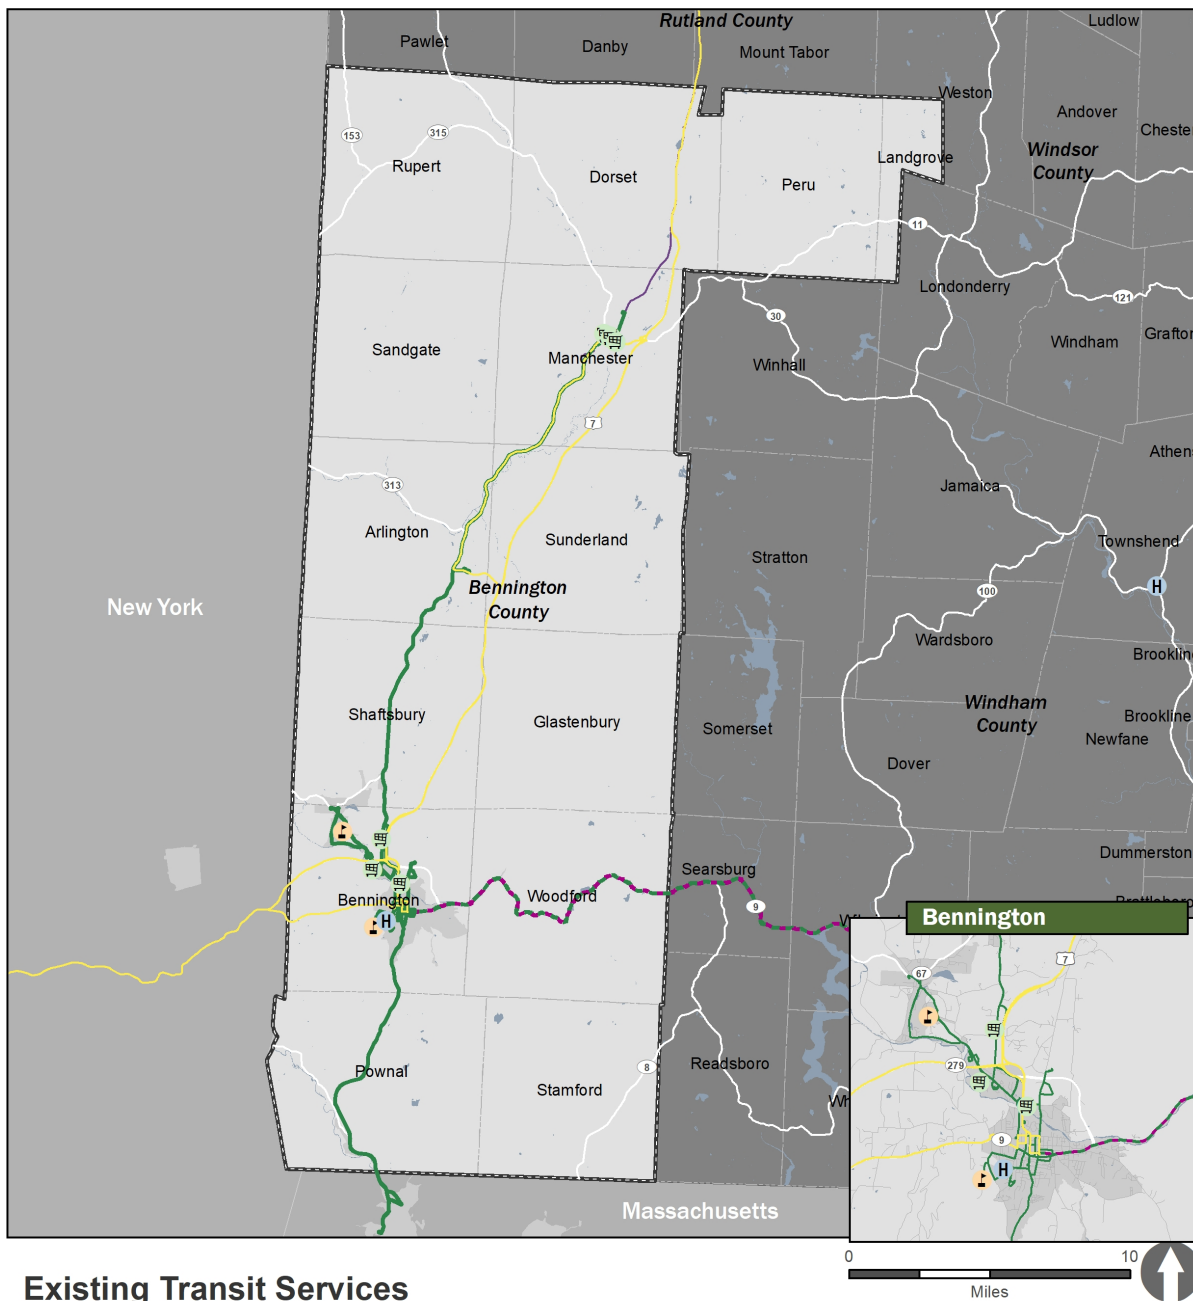 Rutland County
Ludlow
Pawlet
Danby
Mount Tabor
Weston
Andover
Cheste
153
315
Windsor
County
Rupert
Dorset
Peru
Landgrove
11
Londonderry
121
30
Sandgate
Manchester
Winhall
Windham
Grafton
7
Athens
313
Jamaica
Arlington
Sunderland
Townshend
Stratton
H
New York
Bennington
County
100
Wardsboro
Brooklin
Windham
County
Shaftsbury
Glastenbury
Somerset
Brookline
Newfane
Dover
Dummerston
Searsburg
Bennington
Woodford
9
H
Bennington
7
67
279
9
H
Pownal
Stamford
8
Readsboro
Wh
Massachusetts
0
10
Miles
Existing Transit Services